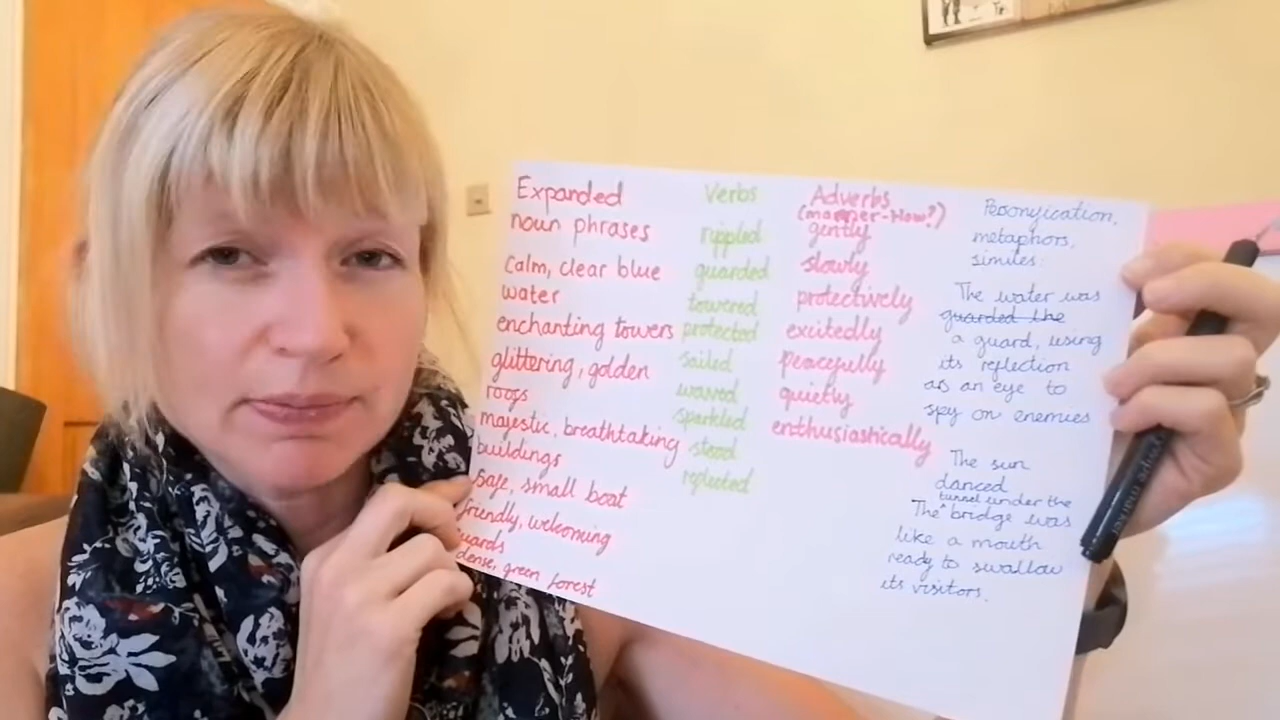 Expanded
noun phrases
calm, clear blue
water
enchanting towers
glittering, golden
roofs
majestic, breathtaking
buildings
safe, small boat
friendly, welcoming
guards
dense, green forest
Verbs
rippled
guarded
towered
protected
sailed
waved
sparkled
stood
reflected
Adverbs
(manner-How?)
gently
slowly
protectively
excitedly
peacefully
quietly
enthusiastically
Personification,
metaphors,
similes:
The water was
guarded the
a guard, using
its reflection
as an eye to
spy on enemies
The sun
danced
tunnel under the
The bridge was
like a mouth
ready to swallow
its visitors.